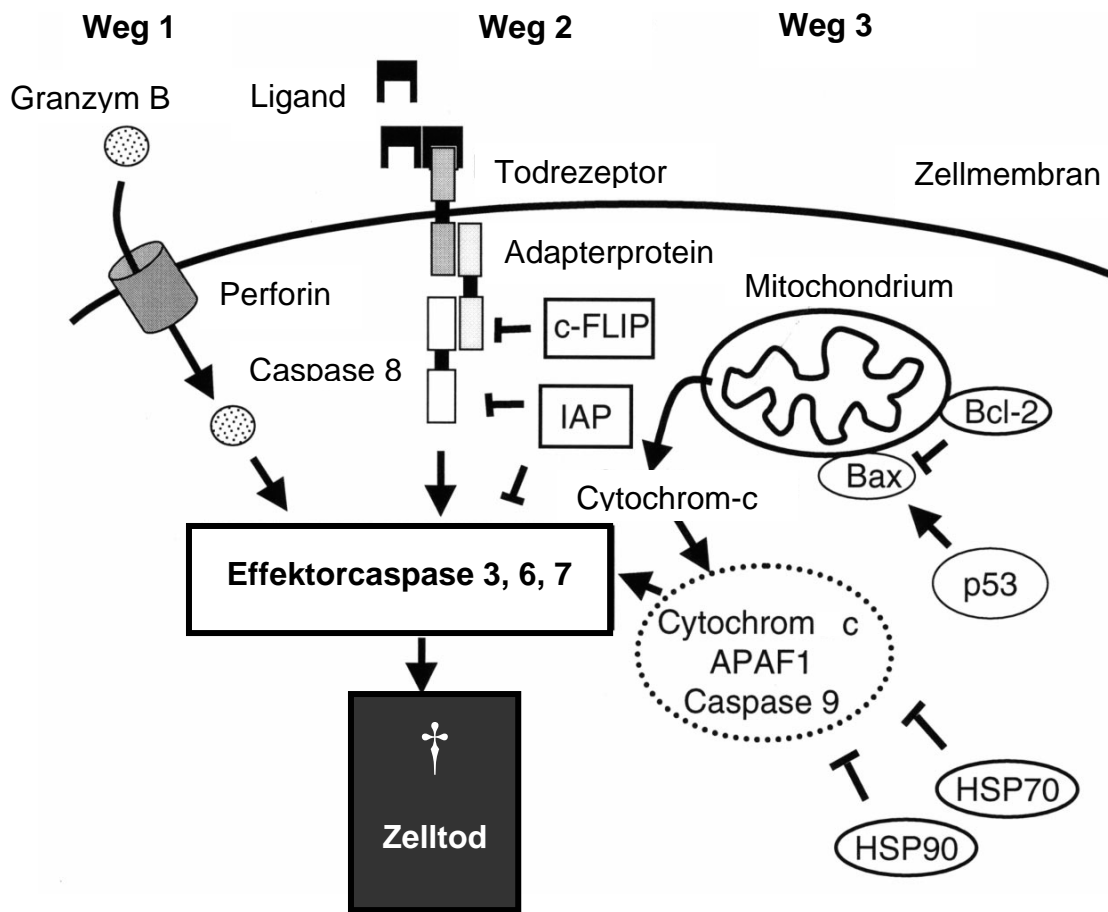 Weg 1
Weg 2
Weg 3
Granzym B
Ligand
Todrezeptor
Zellmembran
Adapterprotein
Perforin
Mitochondrium
c-FLIP
Caspase 8
IAP
Bcl-2
Bax
Cytochrom-c
Effektorcaspase 3, 6, 7
p53
Cytochrom c
APAF1
Caspase 9
†
Zelltod
HSP70
HSP90